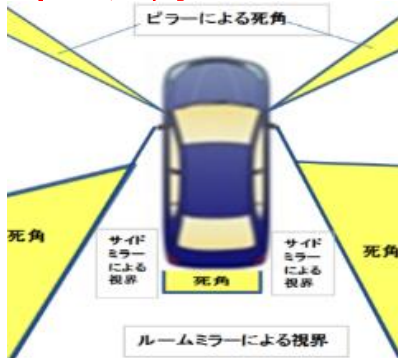 ピラーによる死角
死角
死角
サイド
ミラー
による
視界
サイド
ミラー
による
視界
死角
ルームミラーによる視界